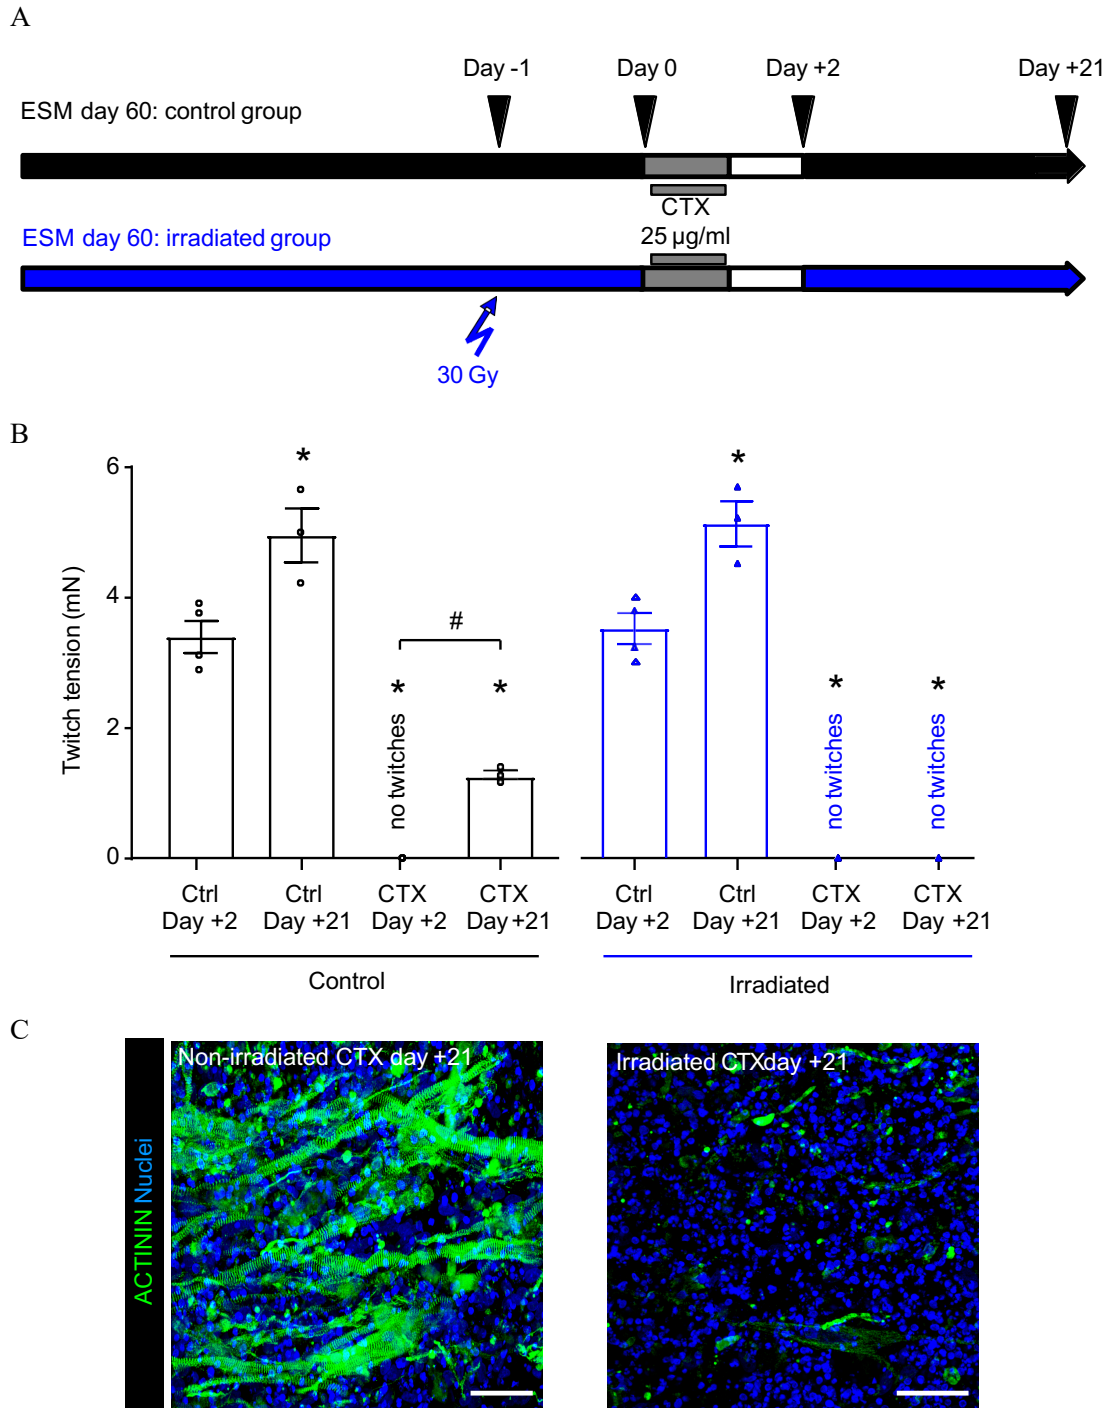 A
Day -1 Day 0 Day +2 Day +21
ESM day 60: control group
CTX
25 µg/ml
ESM day 60: irradiated group
30 Gy
B
Twitch tension (mN)
6
4
2
0
*
#
*
*
no twitches
*
*
*
no twitches
no twitches
Ctrl Day +2
Ctrl Day +21
CTX Day +2
CTX Day +21
Ctrl Day +2
Ctrl Day +21
CTX Day +2
CTX Day +21
Control
Irradiated
C
ACTININ Nuclei
Non-irradiated CTX day +21
Irradiated CTXday +21